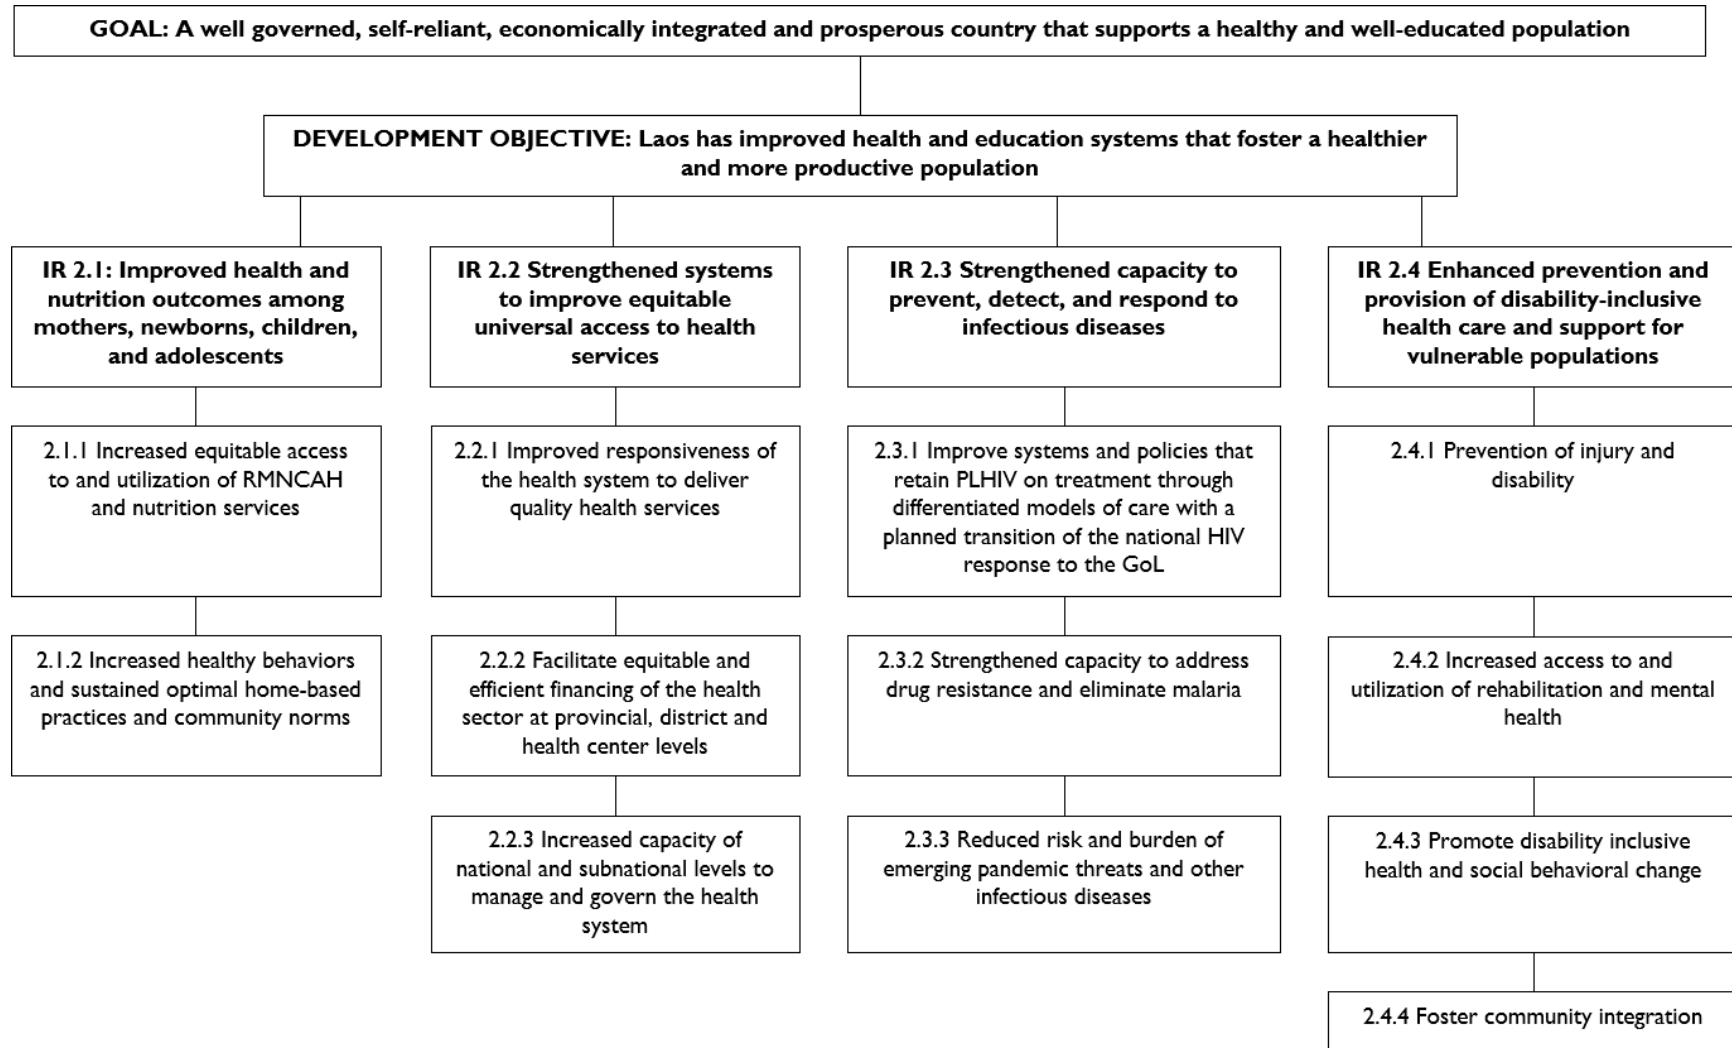 GOAL: A well governed, self-reliant, economically integrated and prosperous country that supports a healthy and well-educated population
DEVELOPMENT OBJECTIVE: Laos has improved health and education systems that foster a healthier
and more productive population
IR 2.1: Improved health and
nutrition outcomes among
mothers, newborns, children,
and adolescents
IR 2.2 Strengthened systems
to improve equitable
universal access to health
services
IR 2.3 Strengthened capacity to
prevent, detect, and respond to
infectious diseases
IR 2.4 Enhanced prevention and
provision of disability-inclusive
health care and support for
vulnerable populations
2.1.1 Increased equitable access
to and utilization of RMNCAH
and nutrition services
2.2.1 Improved responsiveness of
the health system to deliver
quality health services
2.3.1 Improve systems and policies that
retain PLHIV on treatment through
differentiated models of care with a
planned transition of the national HIV
response to the GoL
2.4.1 Prevention of injury and
disability
2.1.2 Increased healthy behaviors
and sustained optimal home-based
practices and community norms
2.2.2 Facilitate equitable and
efficient financing of the health
sector at provincial, district and
health center levels
2.3.2 Strengthened capacity to address
drug resistance and eliminate malaria
2.4.2 Increased access to and
utilization of rehabilitation and mental
health
2.2.3 Increased capacity of
national and subnational levels to
manage and govern the health
system
2.3.3 Reduced risk and burden of
emerging pandemic threats and other
infectious diseases
2.4.3 Promote disability inclusive
health and social behavioral change
2.4.4 Foster community integration